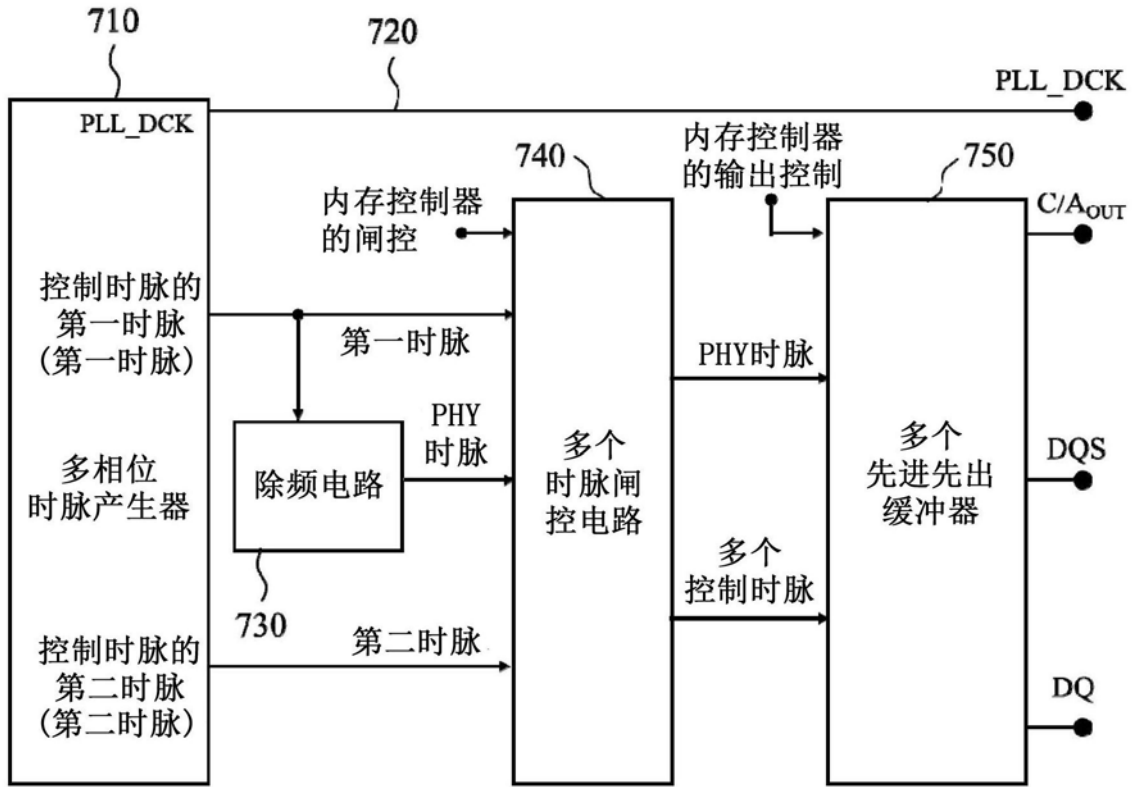 710
720
PLL_DCK
PLL_DCK
740
内存控制器
的输出控制
750
内存控制器
的闸控
C/AOUT
控制时脉的
第一时脉
(第一时脉)
第一时脉
PHY时脉
PHY
时脉
多相位
时脉产生器
除频电路
多个
时脉闸
控电路
多个
先进先出
缓冲器
DQS
730
多个
控制时脉
第二时脉
控制时脉的
第二时脉
(第二时脉)
DQ